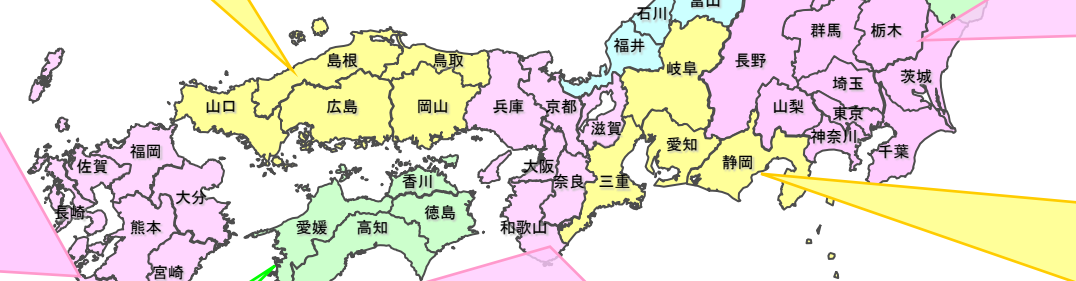 石川
富山
福井
群馬
栃木
島根
鳥取
岐阜
長野
埼玉
茨城
山口
広島
岡山
兵庫
京都
滋賀
山梨
東京
神奈川
千葉
愛知
静岡
福岡
佐賀
大分
長崎
熊本
宮崎
大阪
奈良
三重
和歌山
香川
徳島
愛媛
高知